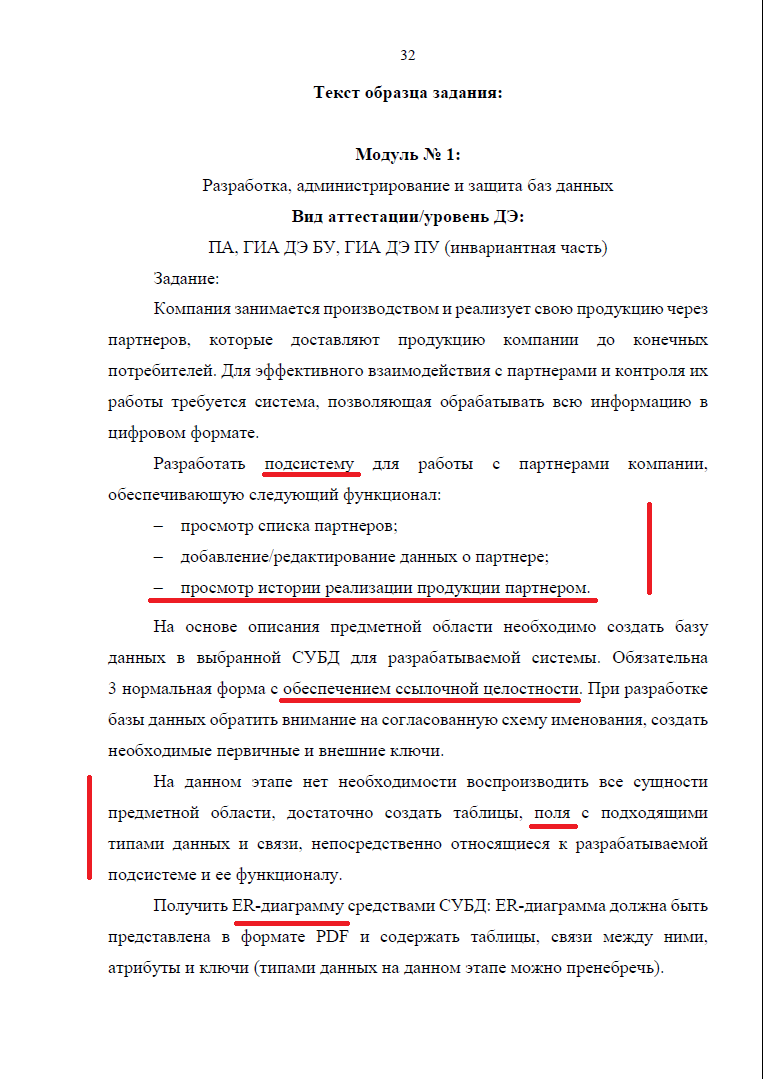 32
Текст образца задания:
Модуль № 1:
Разработка, администрирование и защита баз данных
Вид аттестации/уровень ДЭ:
ПА, ГИА ДЭ БУ, ГИА ДЭ ПУ (инвариантная часть)
Задание:
Компания занимается производством и реализует свою продукцию через
партнеров, которые доставляют продукцию компании до конечных
потребителей. Для эффективного взаимодействия с партнерами и контроля их
работы требуется система, позволяющая обрабатывать всю информацию в
цифровом формате.
Разработать подсистему для работы с партнерами компании,
обеспечивающую следующий функционал:
– просмотр списка партнеров;
– добавление/редактирование данных о партнере;
– просмотр истории реализации продукции партнером.
На основе описания предметной области необходимо создать базу
данных в выбранной СУБД для разрабатываемой системы. Обязательна
3 нормальная форма с обеспечением ссылочной целостности. При разработке
базы данных обратить внимание на согласованную схему именования, создать
необходимые первичные и внешние ключи.
На данном этапе нет необходимости воспроизводить все сущности
предметной области, достаточно создать таблицы, поля с подходящими
типами данных и связи, непосредственно относящиеся к разрабатываемой
подсистеме и ее функционалу.
Получить ER-диаграмму средствами СУБД: ER-диаграмма должна быть
представлена в формате PDF и содержать таблицы, связи между ними,
атрибуты и ключи (типами данных на данном этапе можно пренебречь).